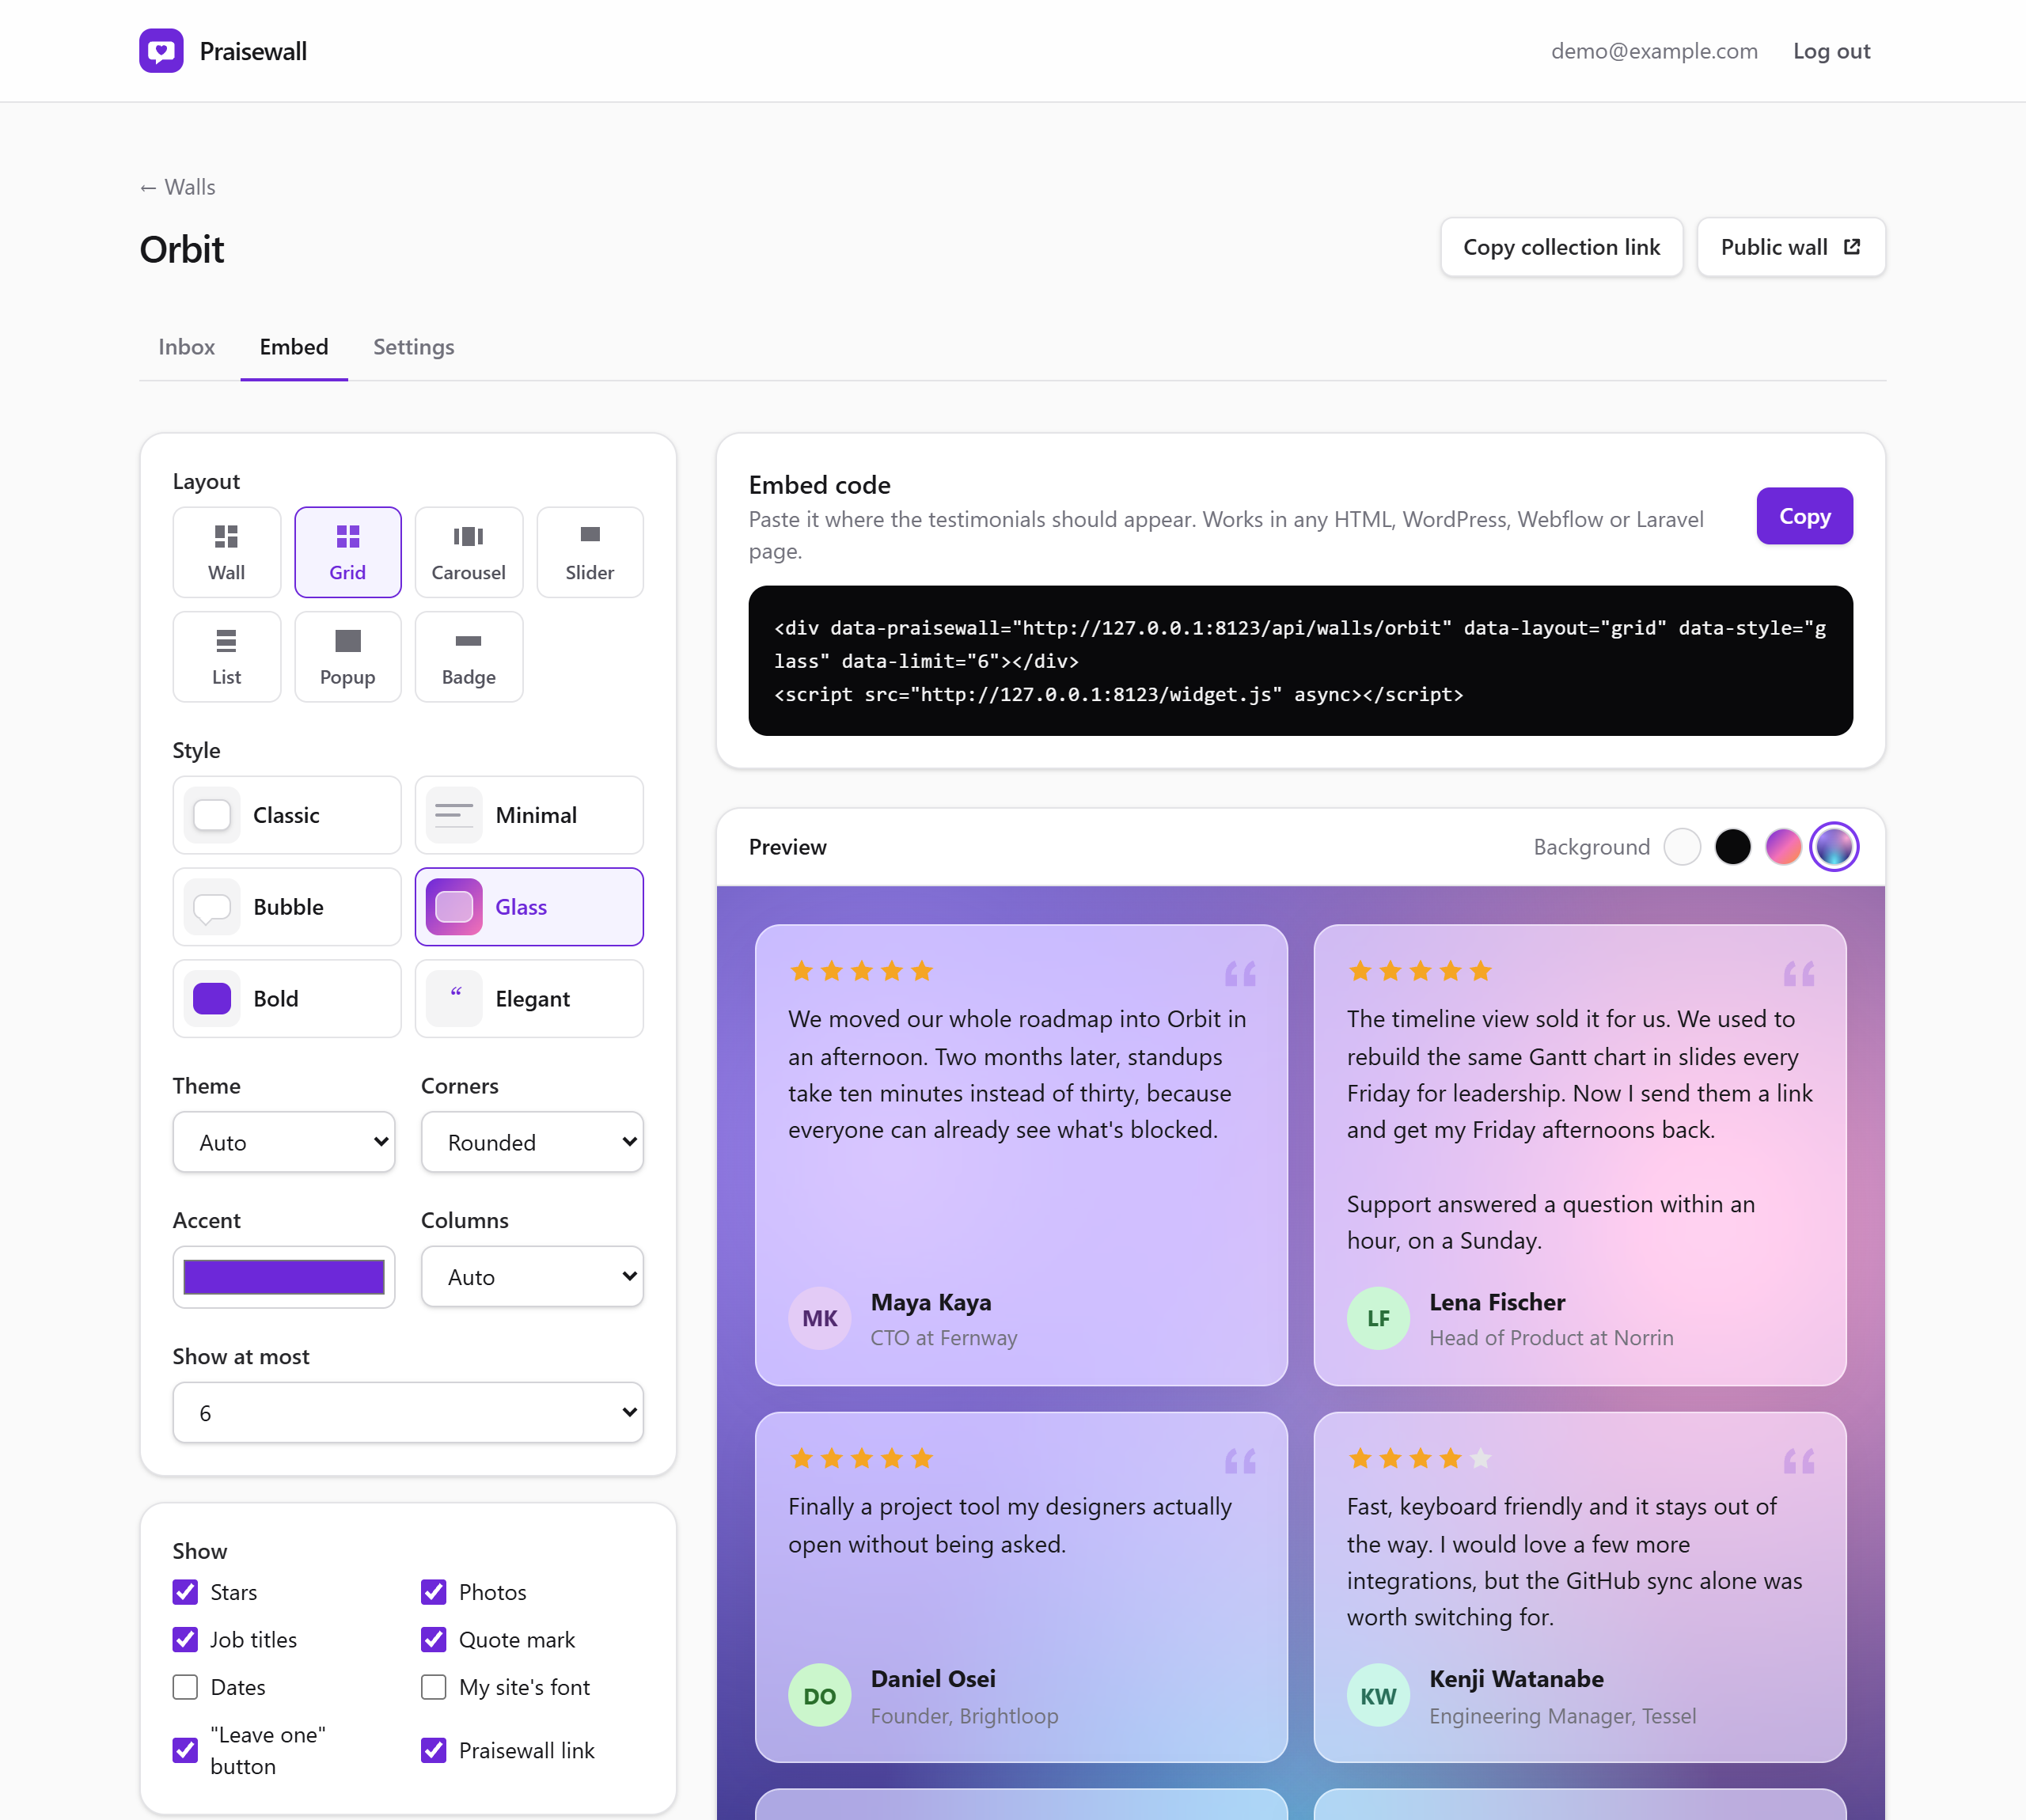 Praisewall
demo@example.com
Log out
← Walls
Orbit
Copy collection link
Public wall
Inbox
Embed
Settings
Layout
Wall
Grid
Carousel
Slider
List
Popup
Badge
Style
Classic
Minimal
Bubble
Glass
Bold
“
Elegant
Theme
Corners
Auto
Rounded
Accent
Columns
Auto
Show at most
6
Show
Stars
Photos
Job titles
Quote mark
Dates
My site's font
"Leave one"
button
Praisewall link
Embed code
Paste it where the testimonials should appear. Works in any HTML, WordPress, Webflow or Laravel
page.
Copy
<div data-praisewall="http://127.0.0.1:8123/api/walls/orbit" data-layout="grid" data-style="g
lass" data-limit="6"></div>
<script src="http://127.0.0.1:8123/widget.js" async></script>
Preview
Background
“
We moved our whole roadmap into Orbit in
an afternoon. Two months later, standups
take ten minutes instead of thirty, because
everyone can already see what's blocked.
MK
Maya Kaya
CTO at Fernway
“
The timeline view sold it for us. We used to
rebuild the same Gantt chart in slides every
Friday for leadership. Now I send them a link
and get my Friday afternoons back.
Support answered a question within an
hour, on a Sunday.
LF
Lena Fischer
Head of Product at Norrin
“
Finally a project tool my designers actually
open without being asked.
DO
Daniel Osei
Founder, Brightloop
“
Fast, keyboard friendly and it stays out of
the way. I would love a few more
integrations, but the GitHub sync alone was
worth switching for.
KW
Kenji Watanabe
Engineering Manager, Tessel